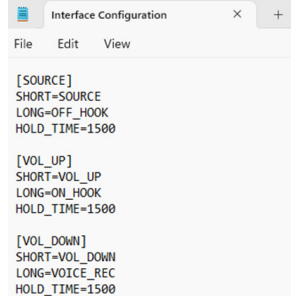 Interface Configuration
File Edit View
[SOURCE]
SHORT=SOURCE
LONG=OFF_HOOK
HOLD_TIME=1500
[VOL_UP]
SHORT=VOL_UP
LONG=ON_HOOK
HOLD_TIME=1500
[VOL_DOWN]
SHORT=VOL_DOWN
LONG=VOICE_REC
HOLD_TIME=1500